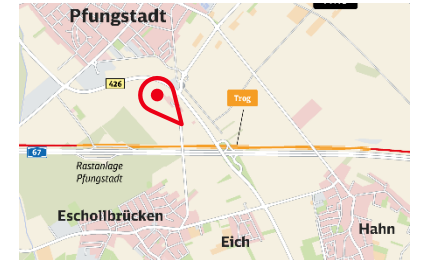 Pfungstadt
426
Trog
67
Rastanlage
Pfungstadt
Eschollbrücken
Eich
Hahn